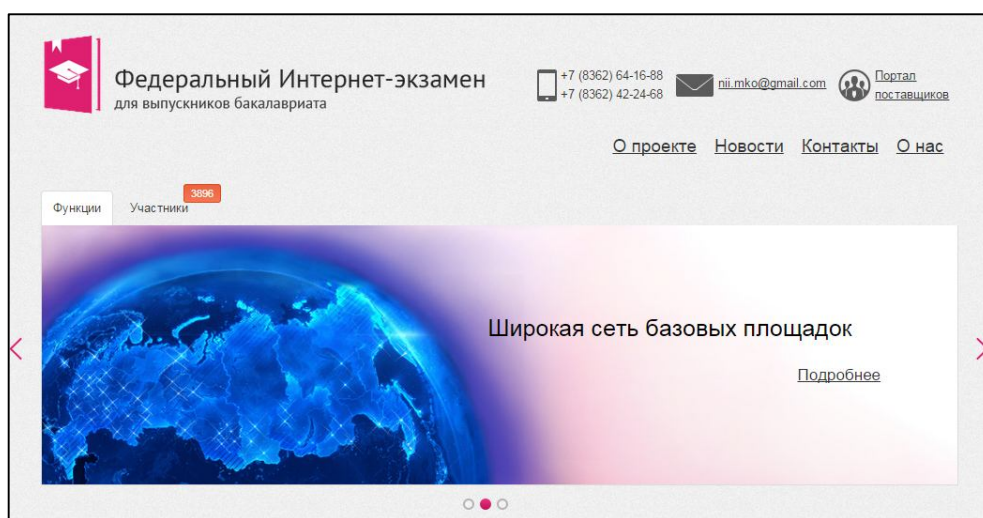 Федеральный Интернет-экзамен
для выпускников бакалавриата
+7 (8362) 64-16-88
+7 (8362) 42-24-68
nii.mko@gmail.com
Портал
поставщиков
О проекте Новости Контакты О нас
3896
Функции Участники
Широкая сеть базовых площадок
Подробнее